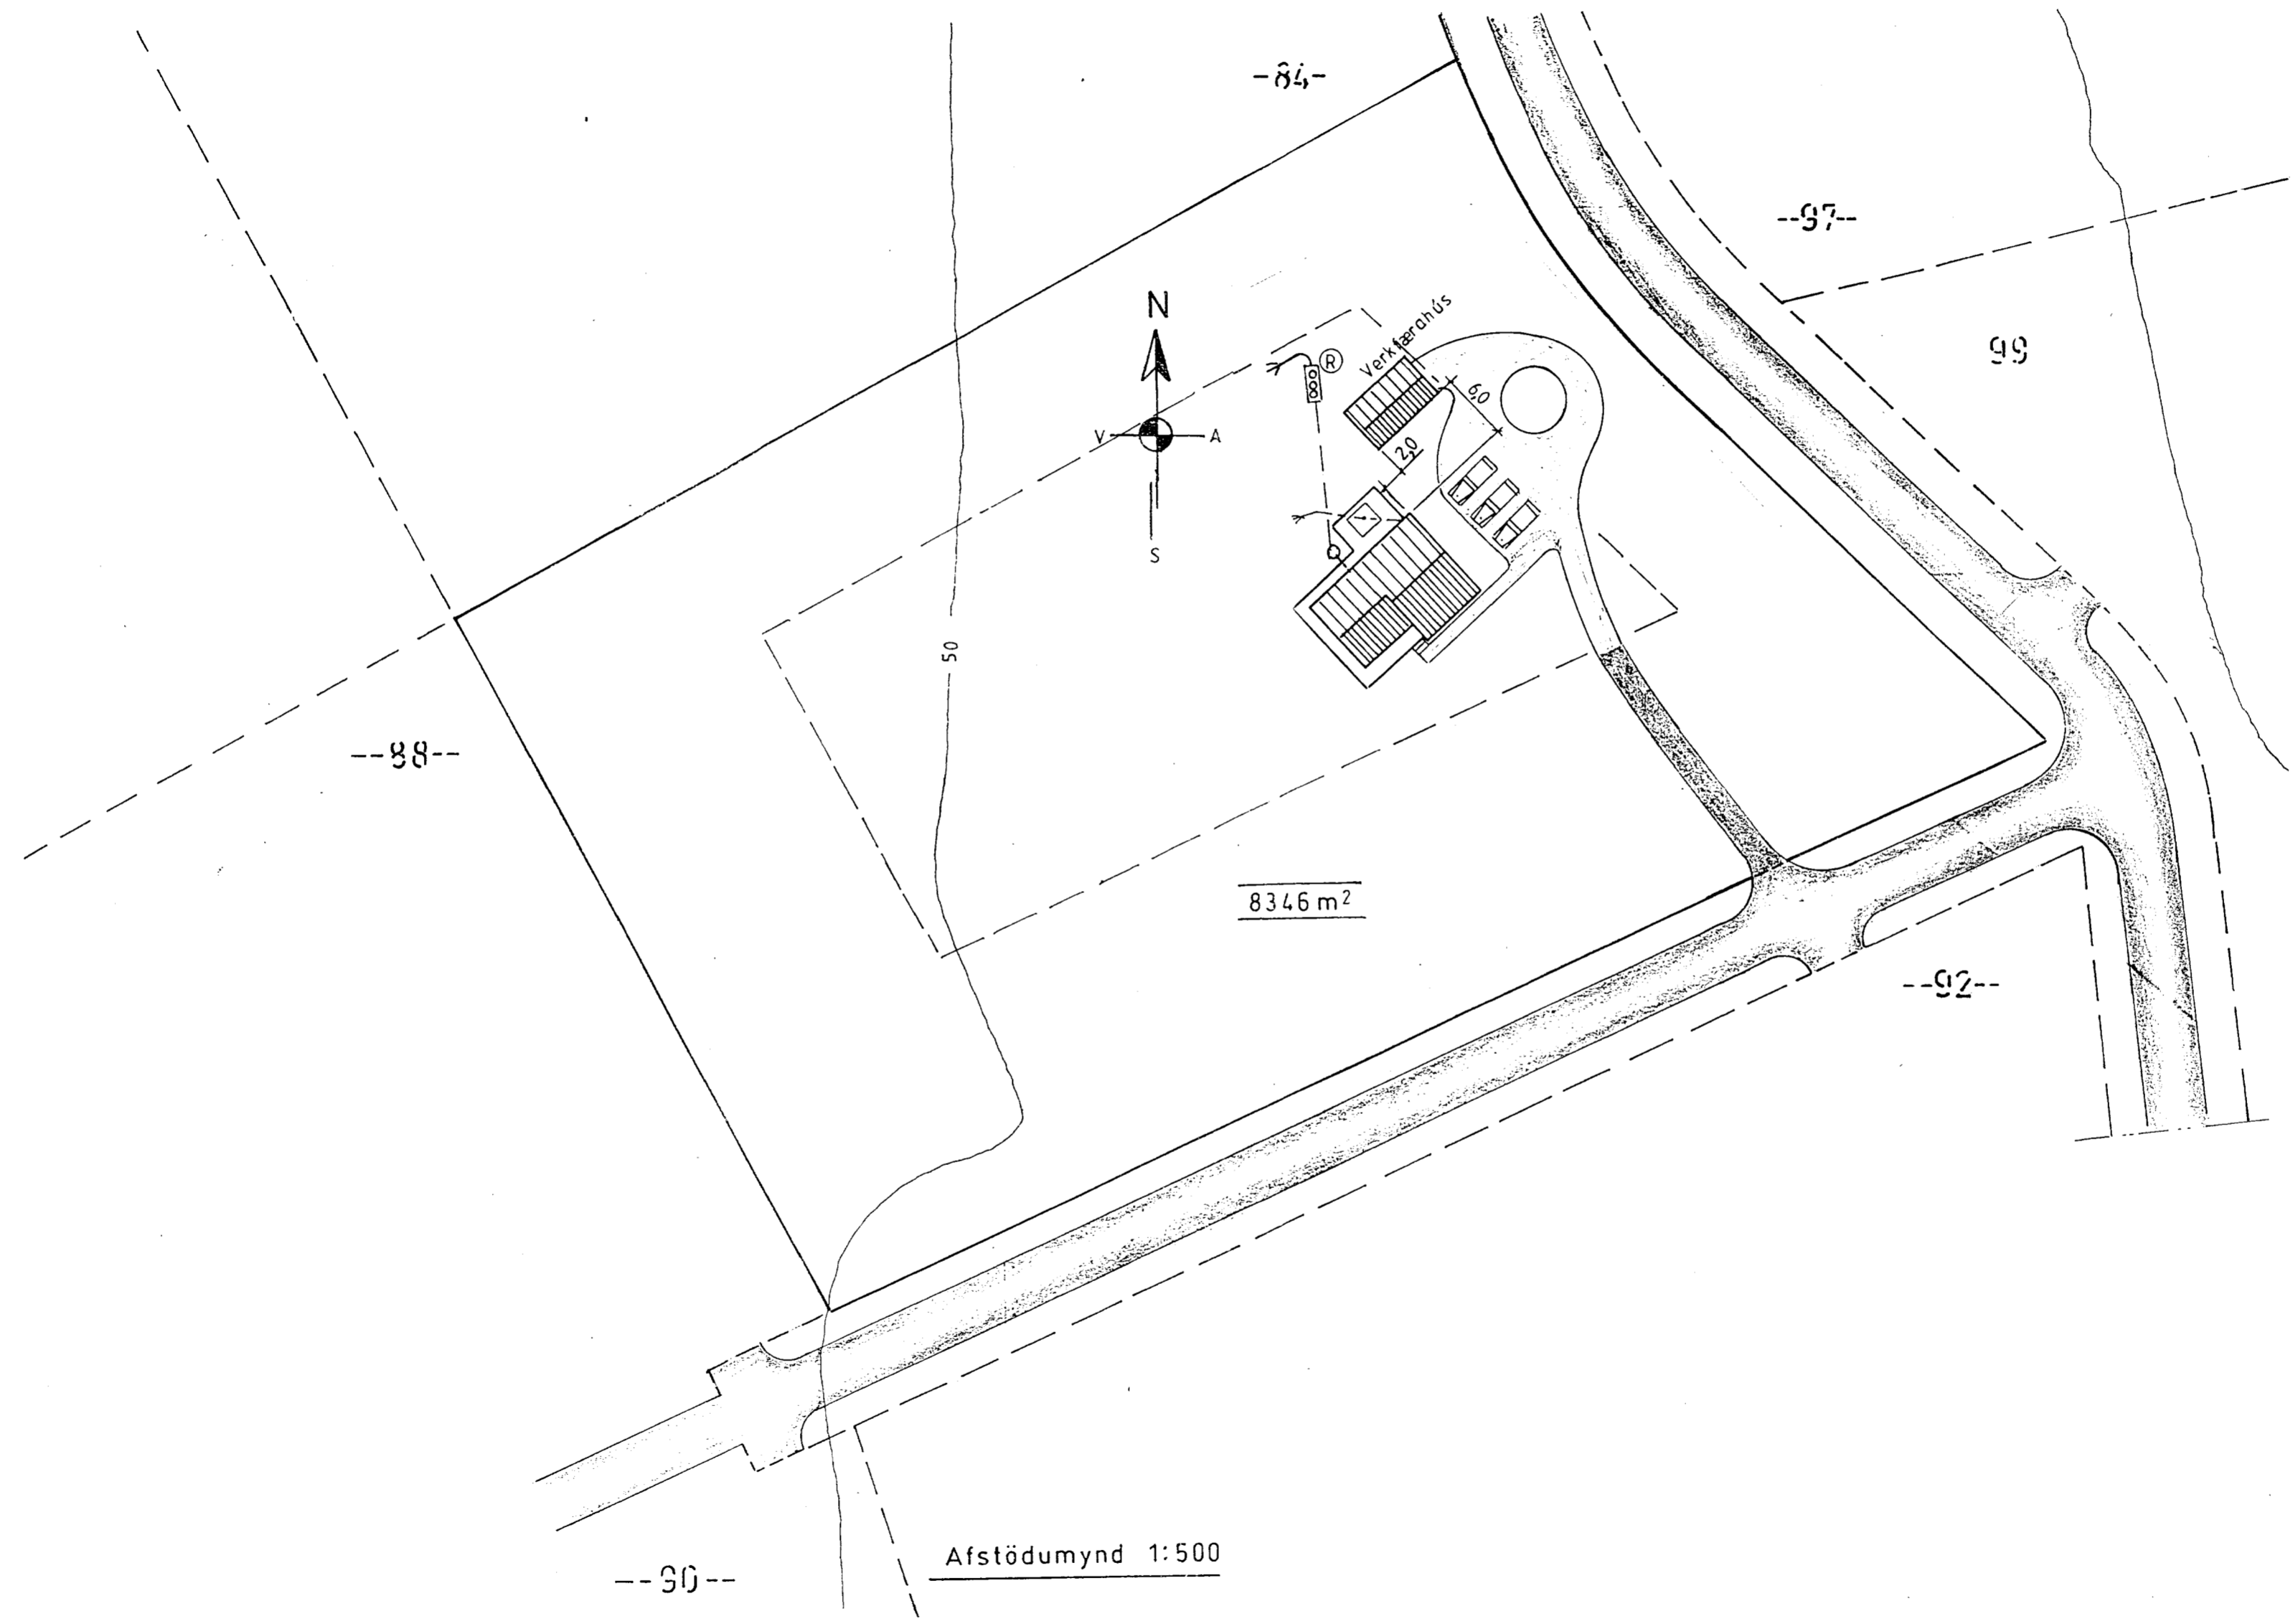 -84-
--97--
N
Verkfærahús
R
99
6,0
V
A
2,0
S
50
--88--
8346 m²
--92--
Afstödumynd 1:500
--90--